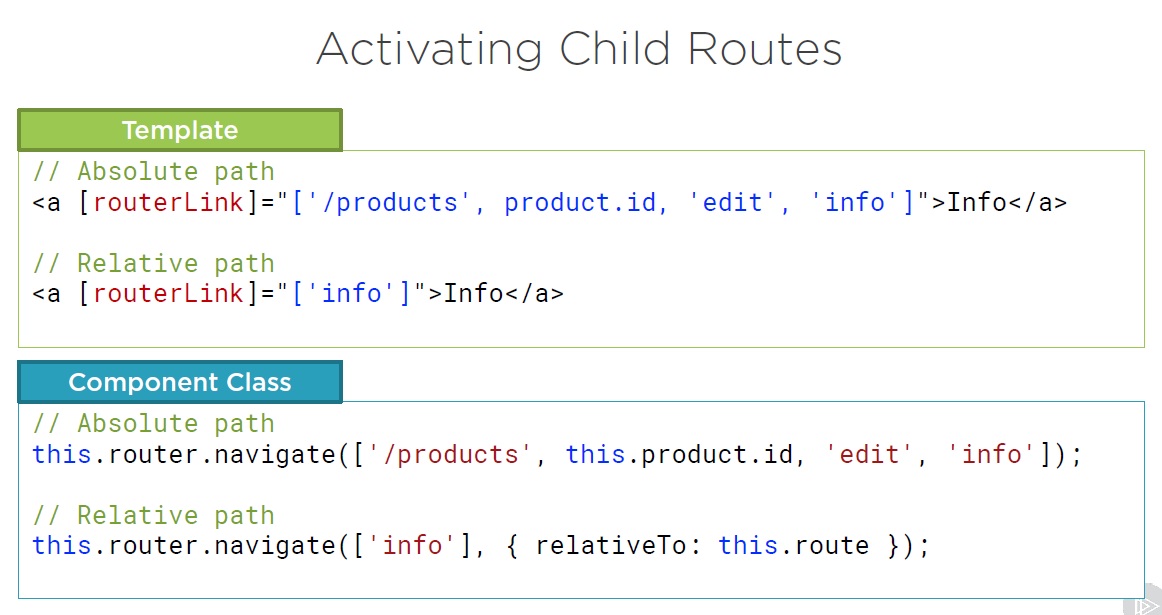 Activating Child Routes
Template
// Absolute path
<a [routerLink]="['/products', product.id, 'edit', 'info']">Info</a>
// Relative path
<a [routerLink]="['info']">Info</a>
Component Class
// Absolute path
this.router.navigate(['/products', this.product.id, 'edit', 'info']);
// Relative path
this.router.navigate(['info'], { relativeTo: this.route });